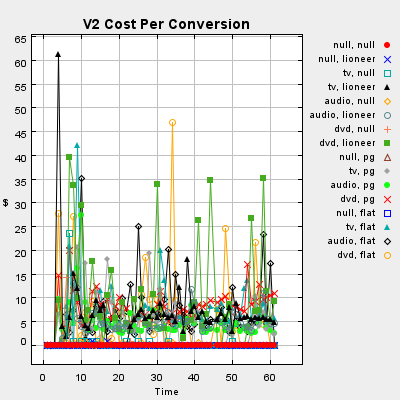 V2 Cost Per Conversion
65
60
55
50
45
40
35
30
25
20
15
10
5
0
$
0 10 20 30 40 50 60
Time
null, null
null, lioneer
tv, null
tv, lioneer
audio, null
audio, lioneer
dvd, null
dvd, lioneer
null, pg
tv, pg
audio, pg
dvd, pg
null, flat
tv, flat
audio, flat
dvd, flat